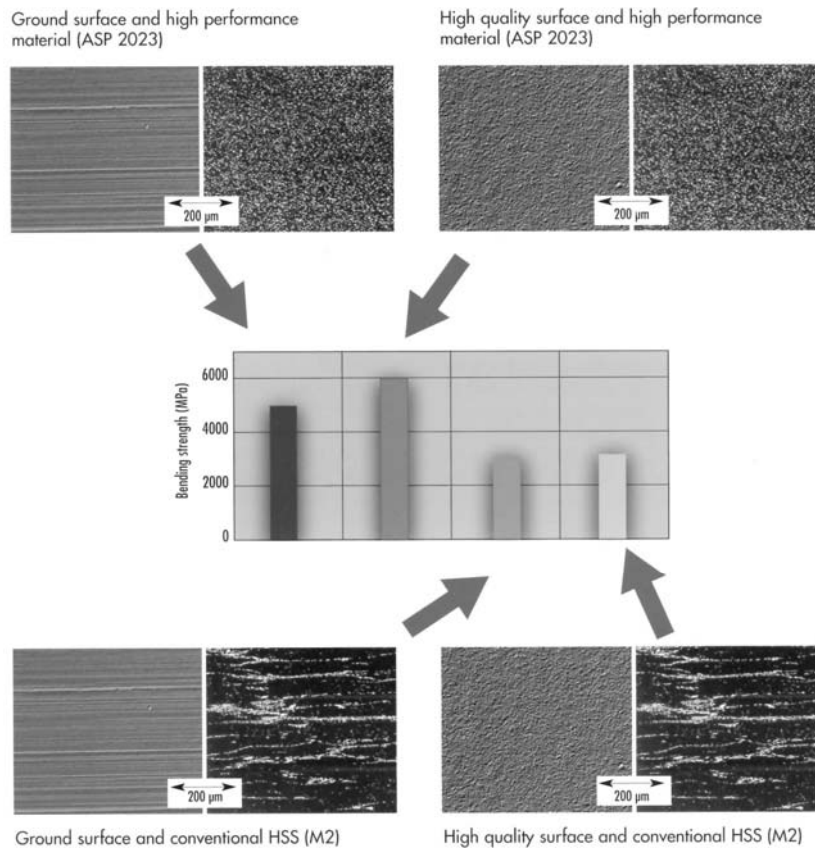 Ground surface and high performance
material (ASP 2023)
High quality surface and high performance
material (ASP 2023)
200 µm
200 µm
Bending strength (MPa)
6000
4000
2000
0
200 µm
200 µm
Ground surface and conventional HSS (M2)
High quality surface and conventional HSS (M2)